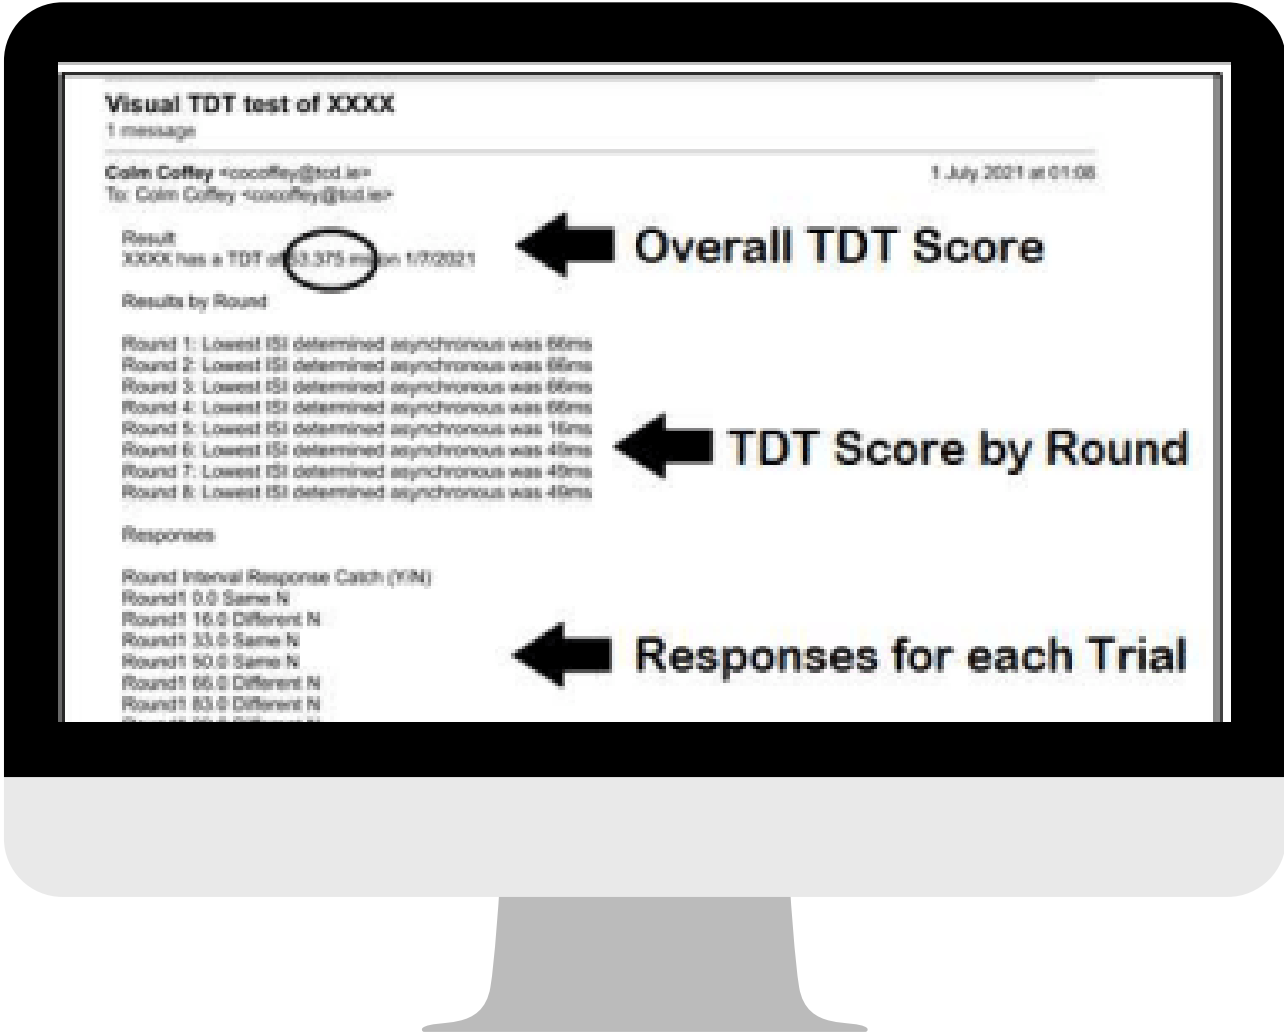 Visual TDT test of XXXX
1 message
Colm Coffey <cocoffey@tcd.ie>
1 July 2021 at 01:08
To: Colm Coffey <cocoffey@tcd.ie>
Result
XXXX has a TDT of 53.375 ms on 1/7/2021
Overall TDT Score
Results by Round
Round 1: Lowest ISI determined asynchronous was 66ms
Round 2: Lowest ISI determined asynchronous was 66ms
Round 3: Lowest ISI determined asynchronous was 66ms
Round 4: Lowest ISI determined asynchronous was 66ms
Round 5: Lowest ISI determined asynchronous was 16ms
Round 6: Lowest ISI determined asynchronous was 49ms
Round 7: Lowest ISI determined asynchronous was 49ms
Round 8: Lowest ISI determined asynchronous was 49ms
TDT Score by Round
Responses
Round Interval Response Catch (Y/N)
Round1 0.0 Same N
Round1 16.0 Different N
Round1 33.0 Same N
Round1 50.0 Same N
Round1 66.0 Different N
Round1 83.0 Different N
Responses for each Trial